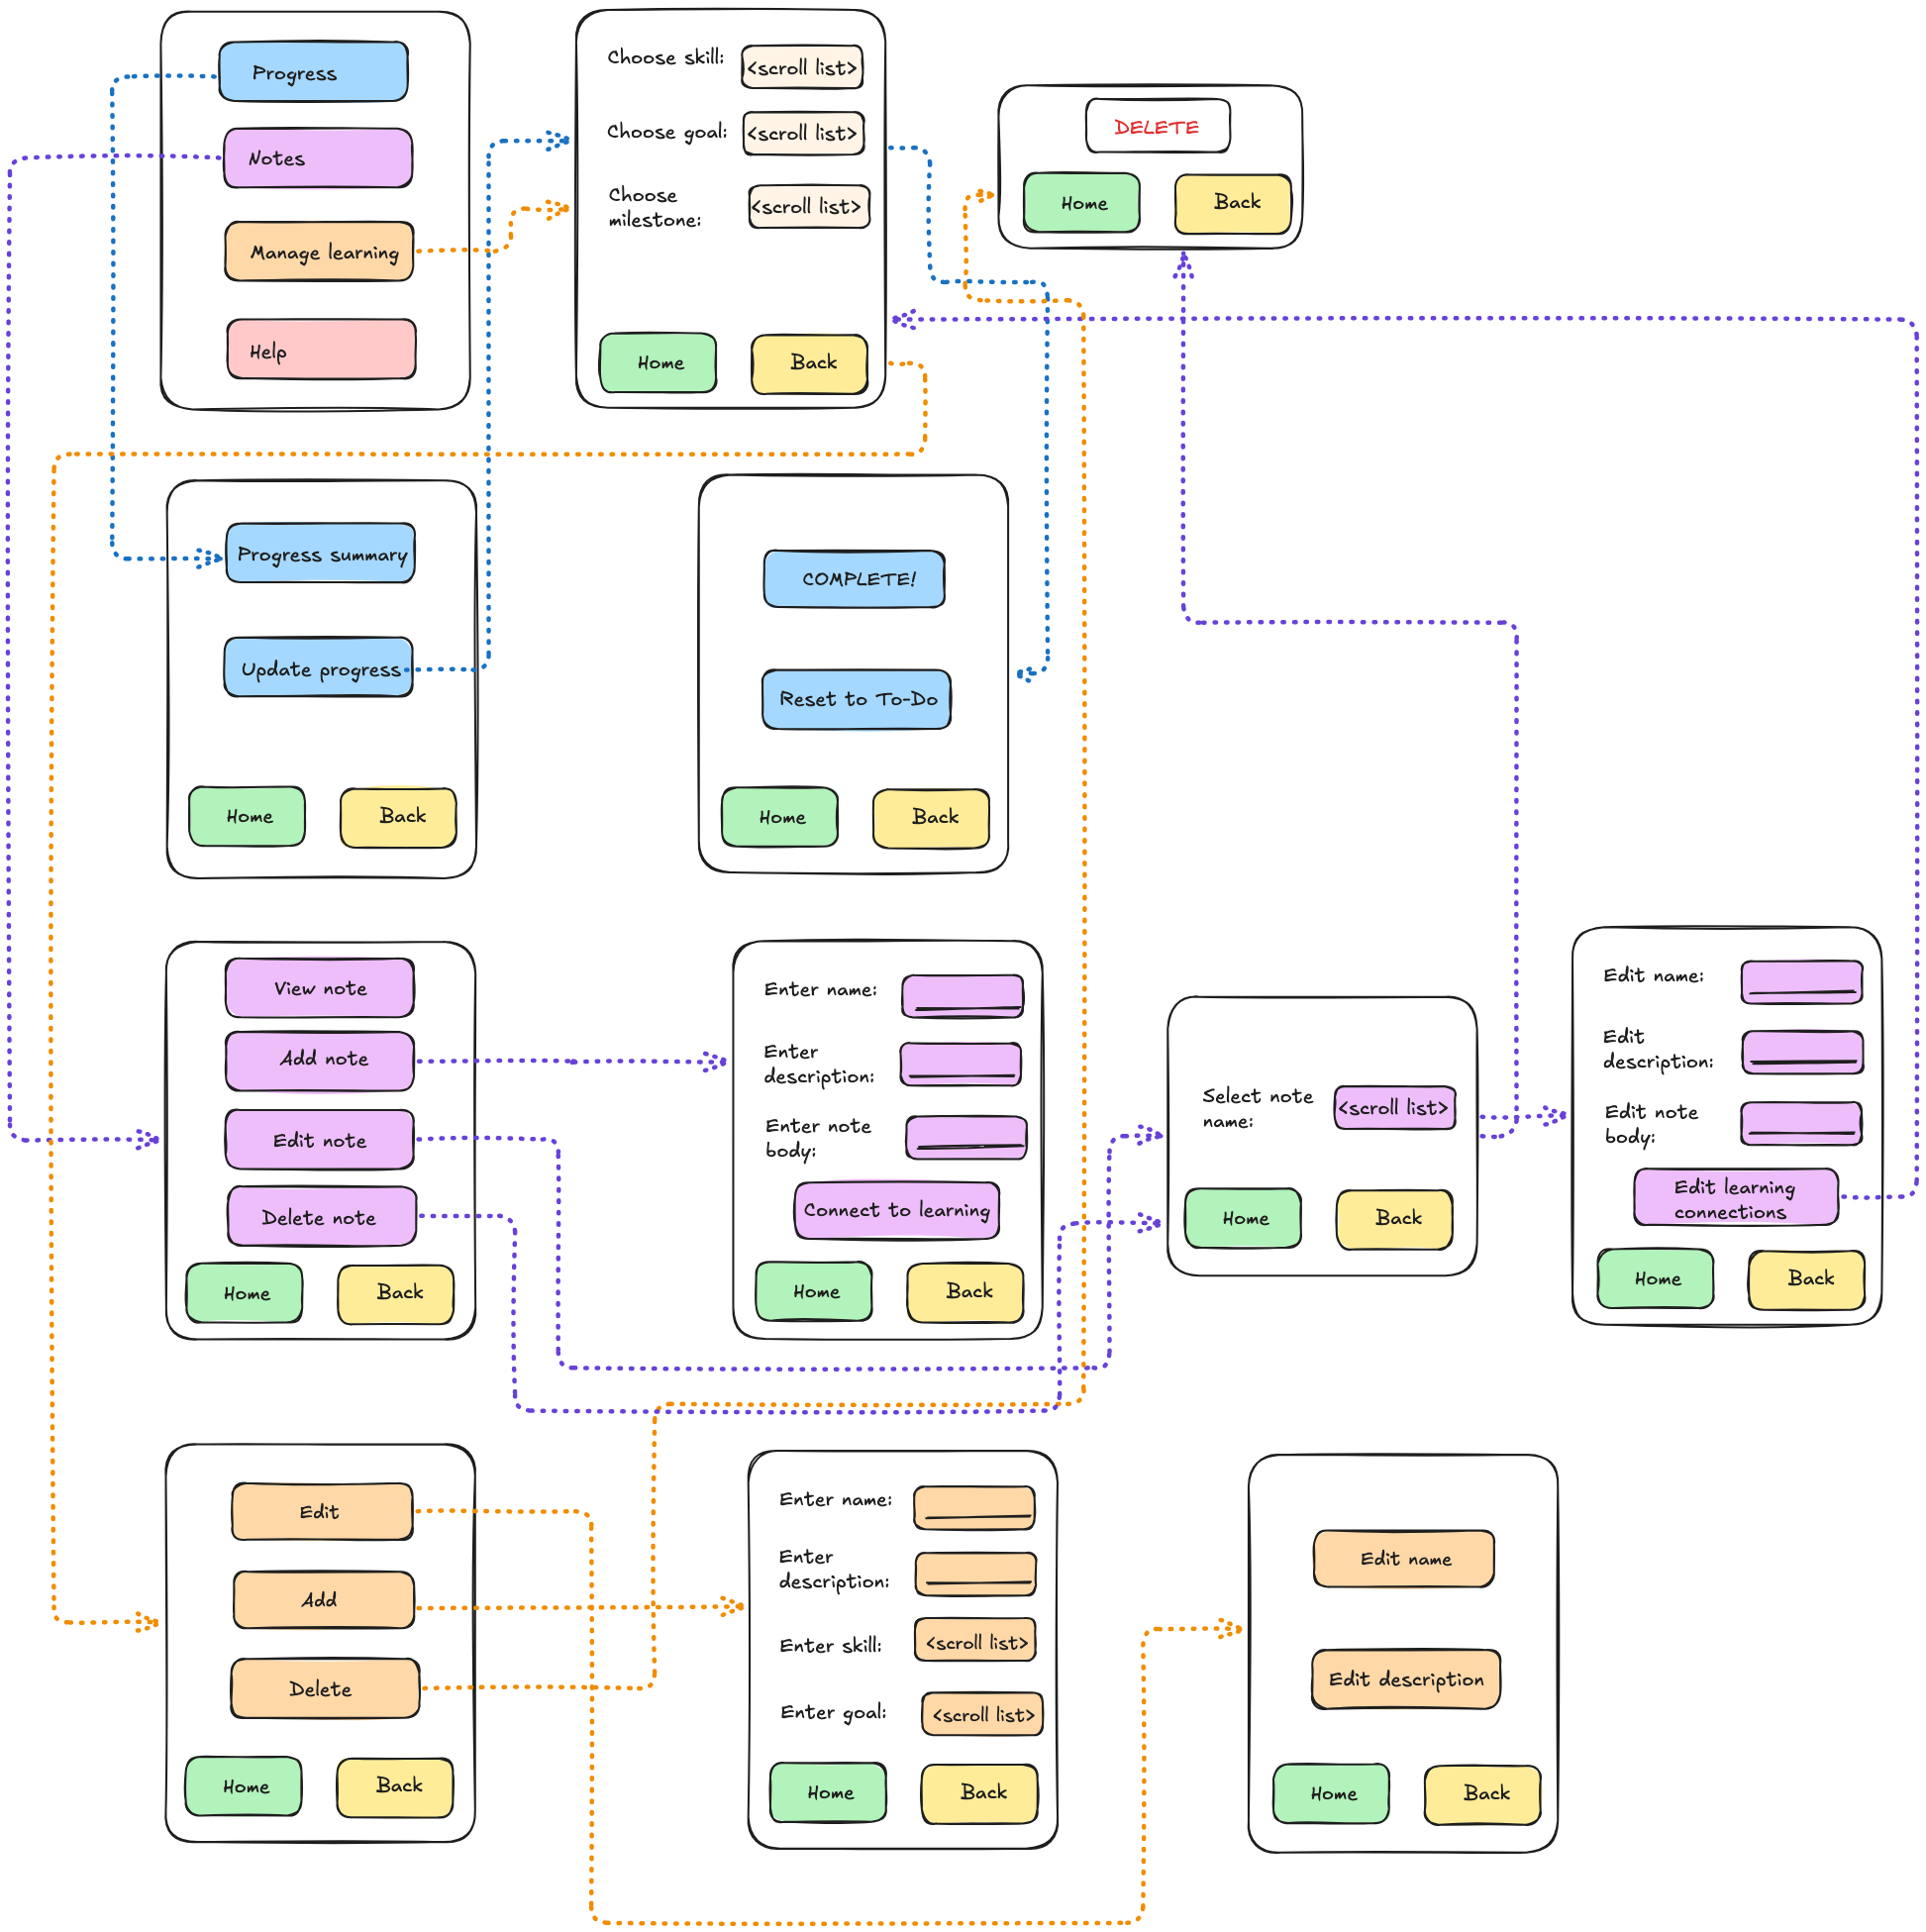 Progress
Notes
Manage learning
Help
Choose skill:
<scroll list>
Choose goal:
<scroll list>
Choose
milestone:
<scroll list>
Home
Back
DELETE
Home
Back
Progress summary
Update progress
Home
Back
COMPLETE!
Reset to To-Do
Home
Back
View note
Add note
Edit note
Delete note
Home
Back
Enter name:
Enter
description:
Enter note
body:
Connect to learning
Home
Back
Select note
name:
<scroll list>
Home
Back
Edit name:
Edit
description:
Edit note
body:
Edit learning
connections
Home
Back
Edit
Add
Delete
Home
Back
Enter name:
Enter
description:
Enter skill:
<scroll list>
Enter goal:
<scroll list>
Home
Back
Edit name
Edit description
Home
Back